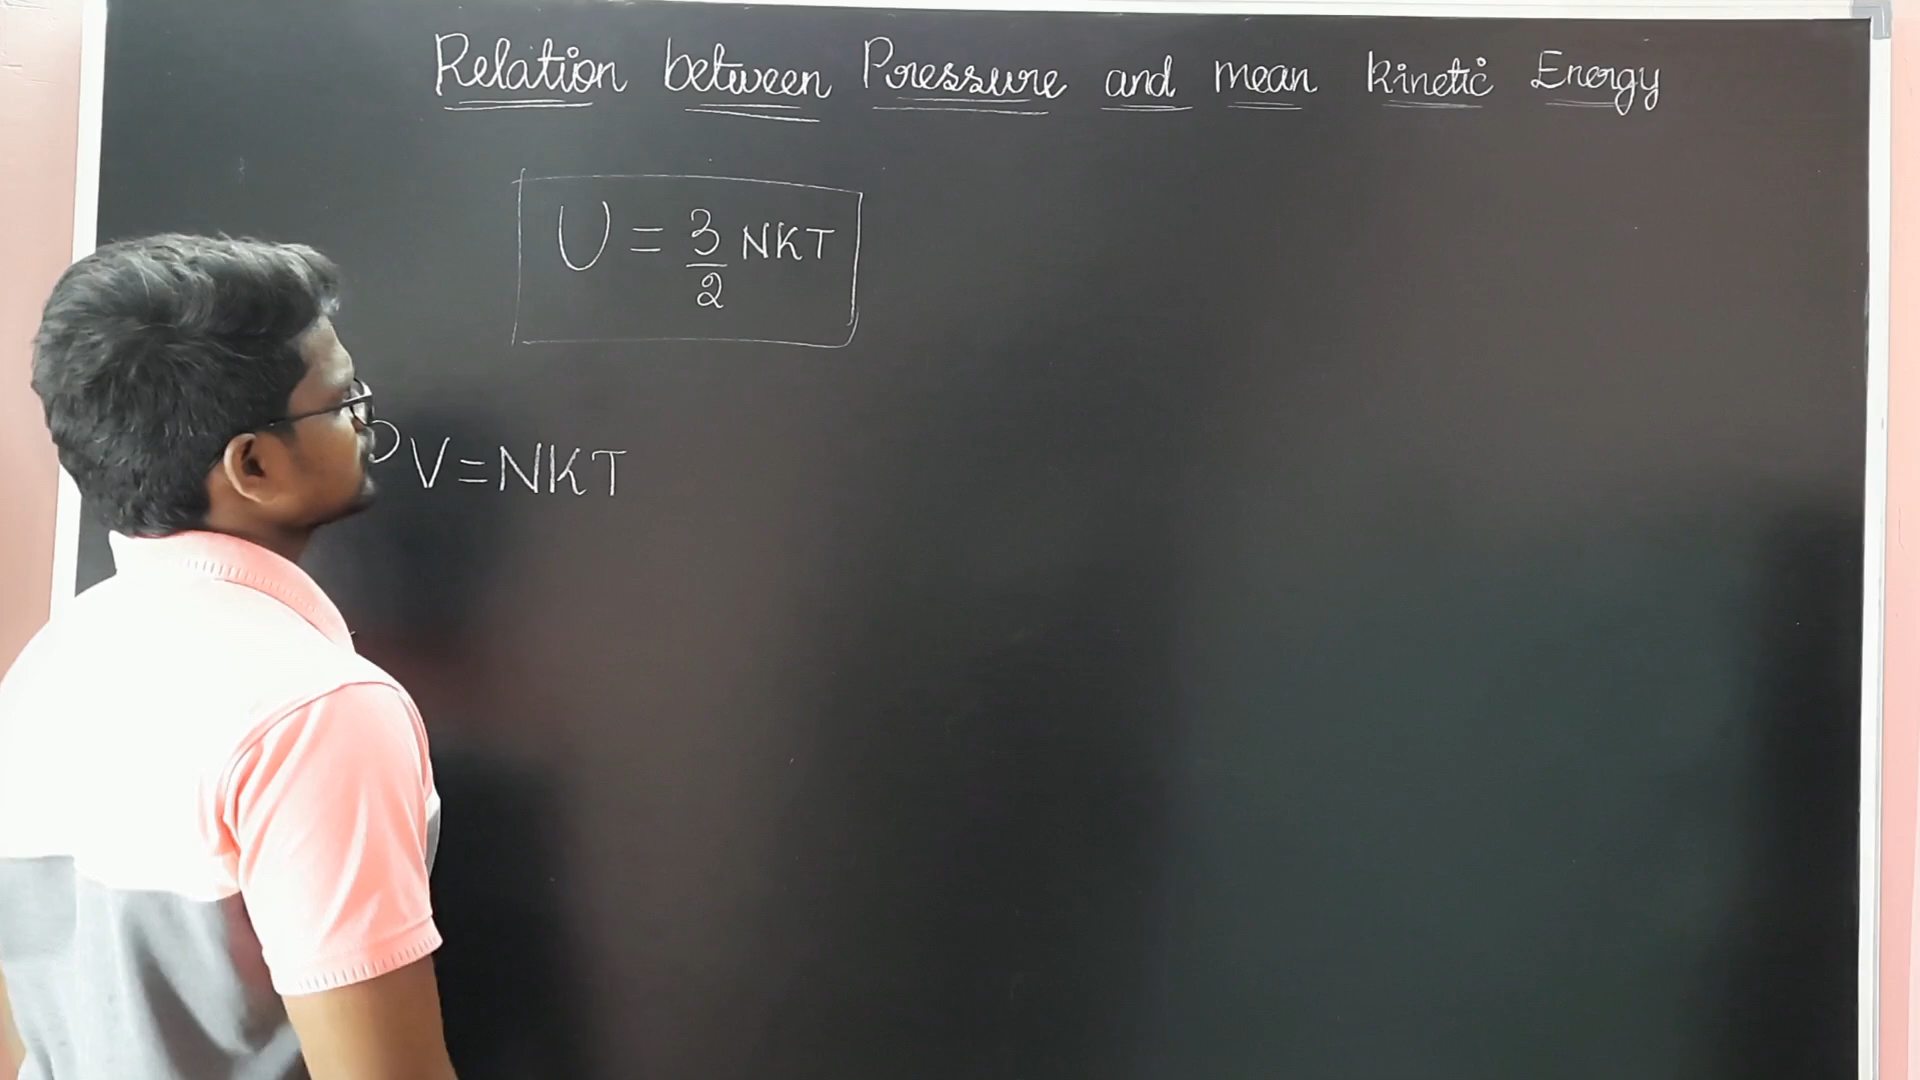 Relation between Pressure and mean kinetic Energy
U = 3/2 NKT
PV=NKT